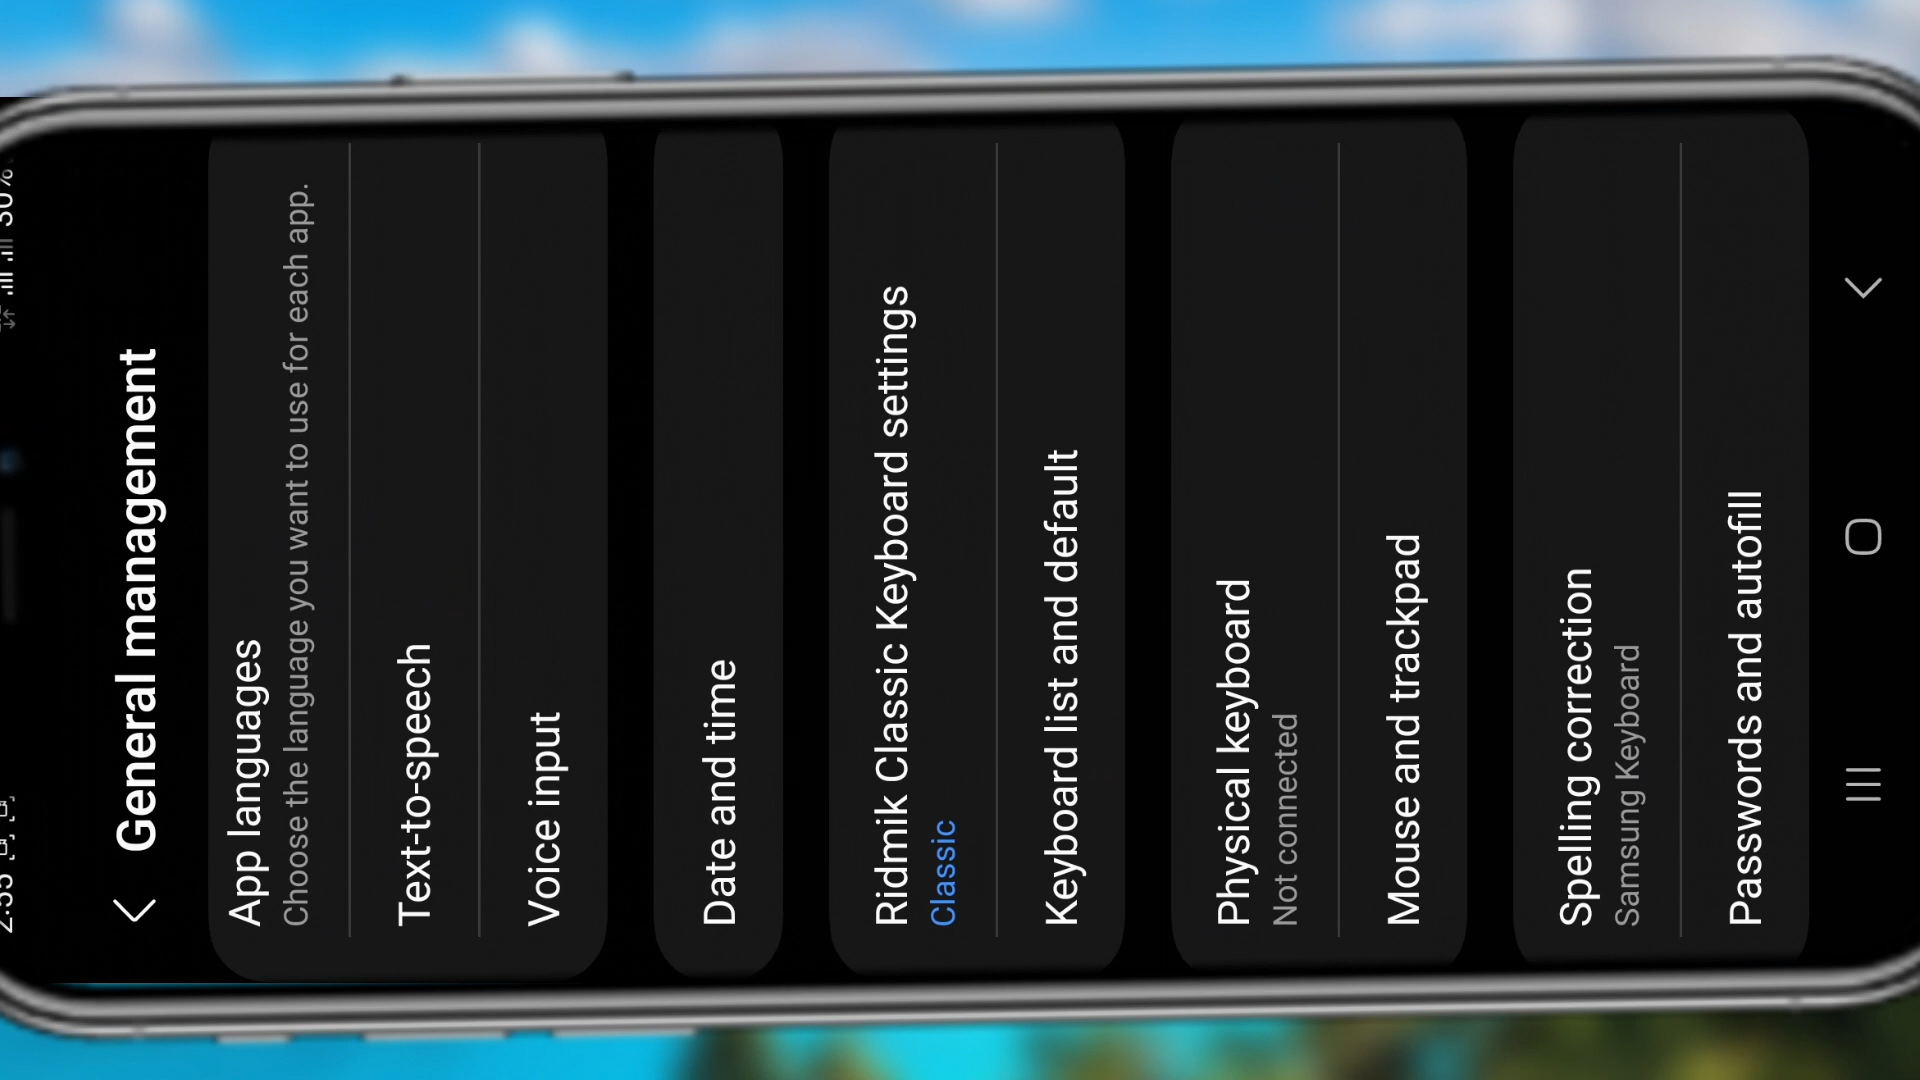 General management
App languages
Choose the language you want to use for each app.
Text-to-speech
Voice input
Date and time
Ridmik Classic Keyboard settings
Classic
Keyboard list and default
Physical keyboard
Not connected
Mouse and trackpad
Spelling correction
Samsung Keyboard
Passwords and autofill